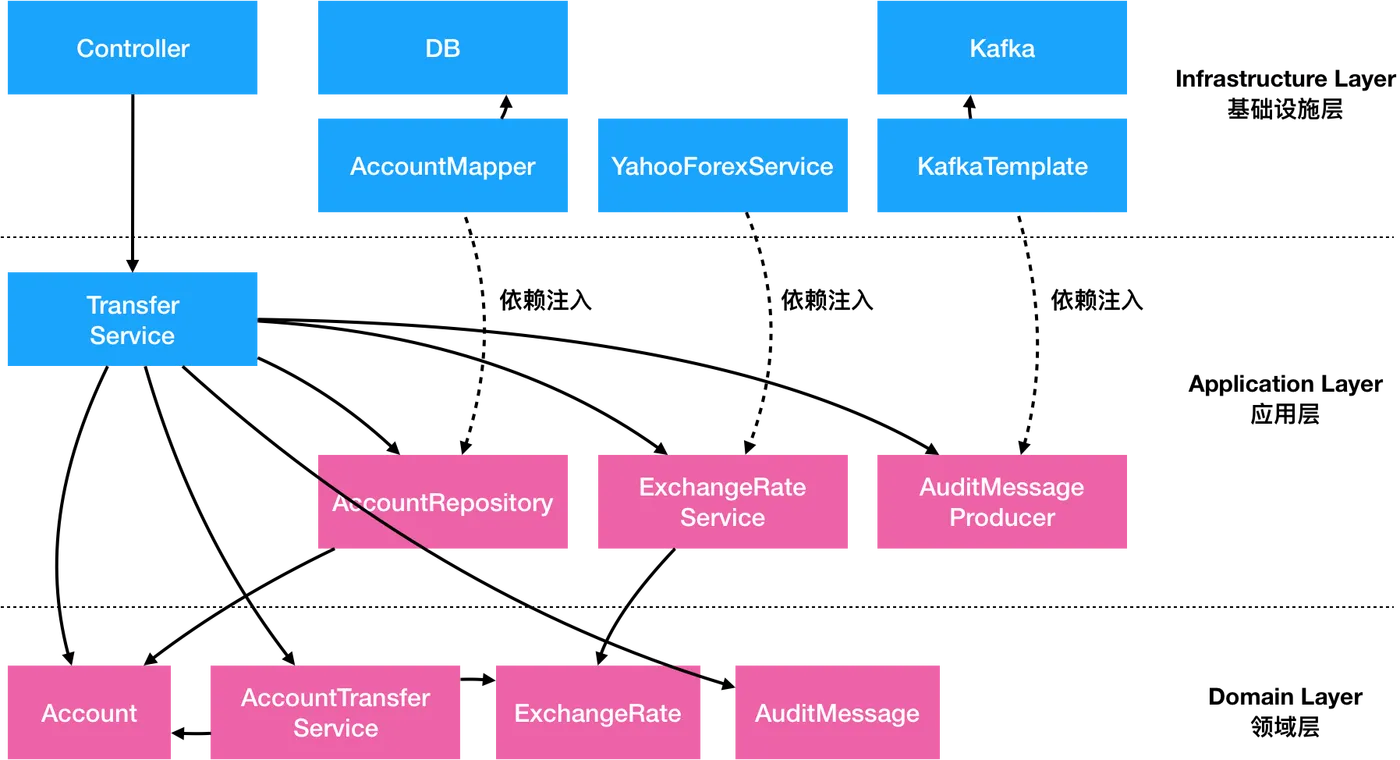 Controller
DB
Kafka
Infrastructure Layer
基础设施层
AccountMapper
YahooForexService
KafkaTemplate
Transfer
Service
依赖注入
依赖注入
依赖注入
Application Layer
应用层
AccountRepository
ExchangeRate
Service
AuditMessage
Producer
Account
AccountTransfer
Service
ExchangeRate
AuditMessage
Domain Layer
领域层